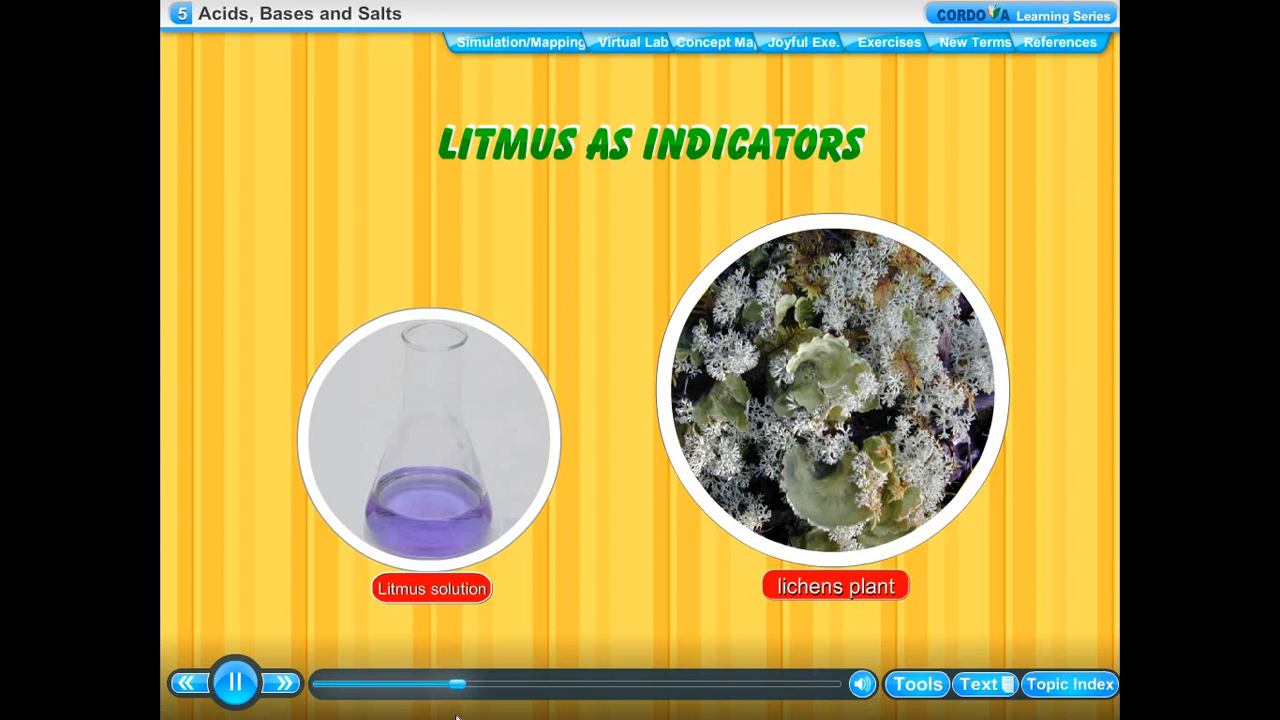 5 Acids, Bases and Salts
CORDOVA Learning Series
Simulation/Mapping Virtual Lab Concept Ma Joyful Exe. Exercises New Terms References
LITMUS AS INDICATORS
Litmus solution
lichens plant
Tools Text Topic Index